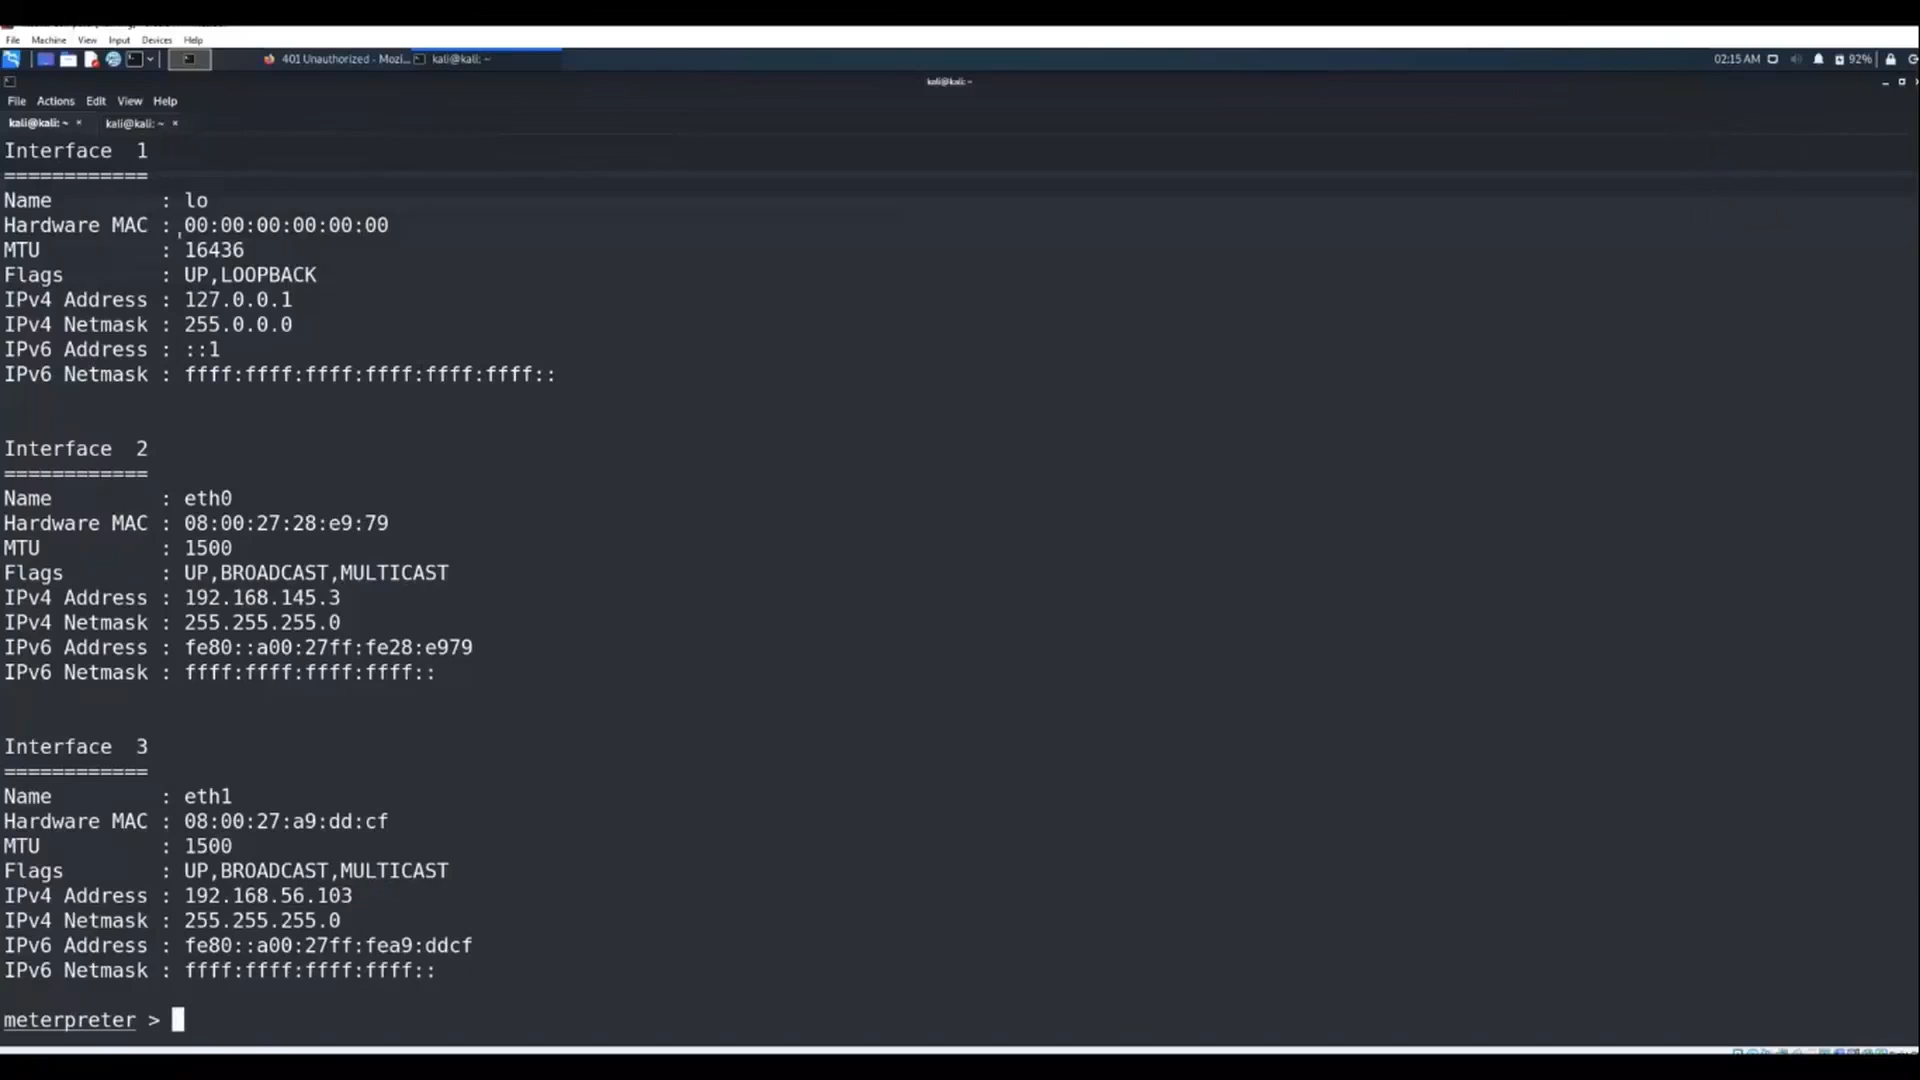 File Machine View Input Devices Help
401 Unauthorized - Mozi... kali@kali: ~ 02:15 AM 92%
kali@kali: ~
File Actions Edit View Help
kali@kali: ~ × kali@kali: ~ ×
Interface  1
============
Name         : lo
Hardware MAC : 00:00:00:00:00:00
MTU          : 16436
Flags        : UP,LOOPBACK
IPv4 Address : 127.0.0.1
IPv4 Netmask : 255.0.0.0
IPv6 Address : ::1
IPv6 Netmask : ffff:ffff:ffff:ffff:ffff:ffff::
Interface  2
============
Name         : eth0
Hardware MAC : 08:00:27:28:e9:79
MTU          : 1500
Flags        : UP,BROADCAST,MULTICAST
IPv4 Address : 192.168.145.3
IPv4 Netmask : 255.255.255.0
IPv6 Address : fe80::a00:27ff:fe28:e979
IPv6 Netmask : ffff:ffff:ffff:ffff::
Interface  3
============
Name         : eth1
Hardware MAC : 08:00:27:a9:dd:cf
MTU          : 1500
Flags        : UP,BROADCAST,MULTICAST
IPv4 Address : 192.168.56.103
IPv4 Netmask : 255.255.255.0
IPv6 Address : fe80::a00:27ff:fea9:ddcf
IPv6 Netmask : ffff:ffff:ffff:ffff::
meterpreter >